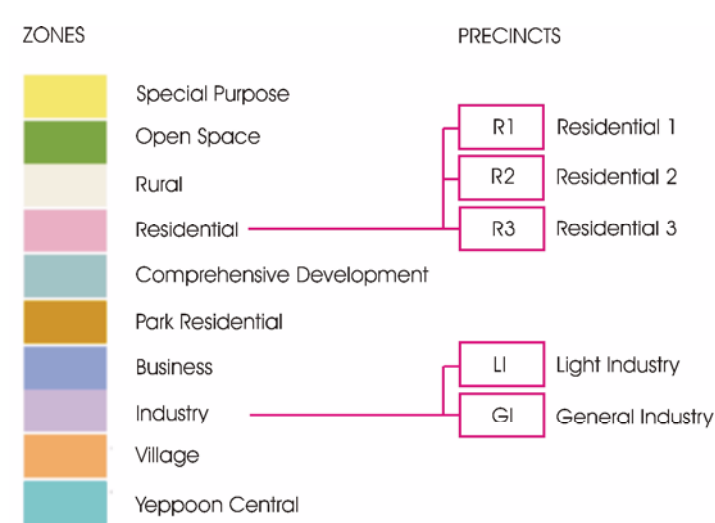 ZONES
PRECINCTS
Special Purpose
Open Space
Rural
Residential
Comprehensive Development
Park Residential
Business
Industry
Village
Yeppoon Central
R1 Residential 1
R2 Residential 2
R3 Residential 3
LI Light Industry
GI General Industry